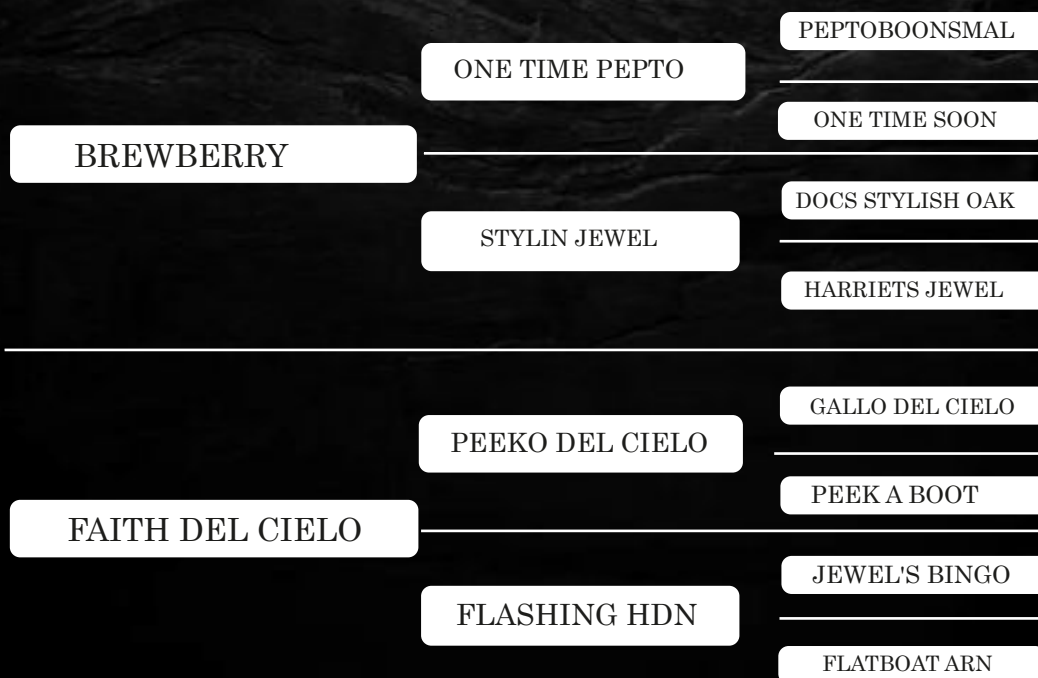 PEPTOBOONSMAL
ONE TIME PEPTO
ONE TIME SOON
BREWBERRY
DOCS STYLISH OAK
STYLIN JEWEL
HARRIETS JEWEL
GALLO DEL CIELO
PEEKO DEL CIELO
PEEK A BOOT
FAITH DEL CIELO
JEWEL'S BINGO
FLASHING HDN
FLATBOAT ARN